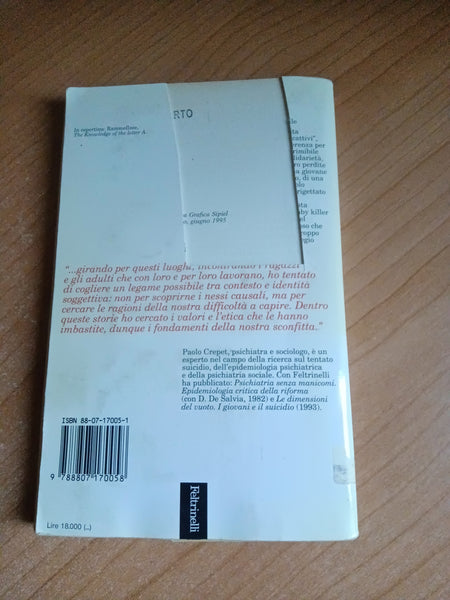 RTO
In copertina: Rammellzee,
The Knowledge of the letter A.
cattivi",
erenza per
lidarietà,
o perdite
a giovane
o, di una
rigettato
aby killer
oso che
roppo
a Grafica Sipiel
o, giugno 1995
"...girando per questi luoghi, incontrando i ragazzi
e gli adulti che con loro e per loro lavorano, ho tentato
di cogliere un legame possibile tra contesto e identità
soggettiva: non per scoprirne i nessi causali, ma per
cercare le ragioni della nostra difficoltà a capire. Dentro
queste storie ho cercato i valori e l'etica che le hanno
imbastite, dunque i fondamenti della nostra sconfitta."
Paolo Crepet, psichiatra e sociologo, è un
esperto nel campo della ricerca sul tentato
suicidio, dell'epidemiologia psichiatrica
e della psichiatria sociale. Con Feltrinelli
ha pubblicato: Psichiatria senza manicomi.
Epidemiologia critica della riforma
(con D. De Salvia, 1982) e Le dimensioni
del vuoto. I giovani e il suicidio (1993).
ISBN 88-07-17005-1
9 788807 170058
Feltrinelli
Lire 18.000 (..)